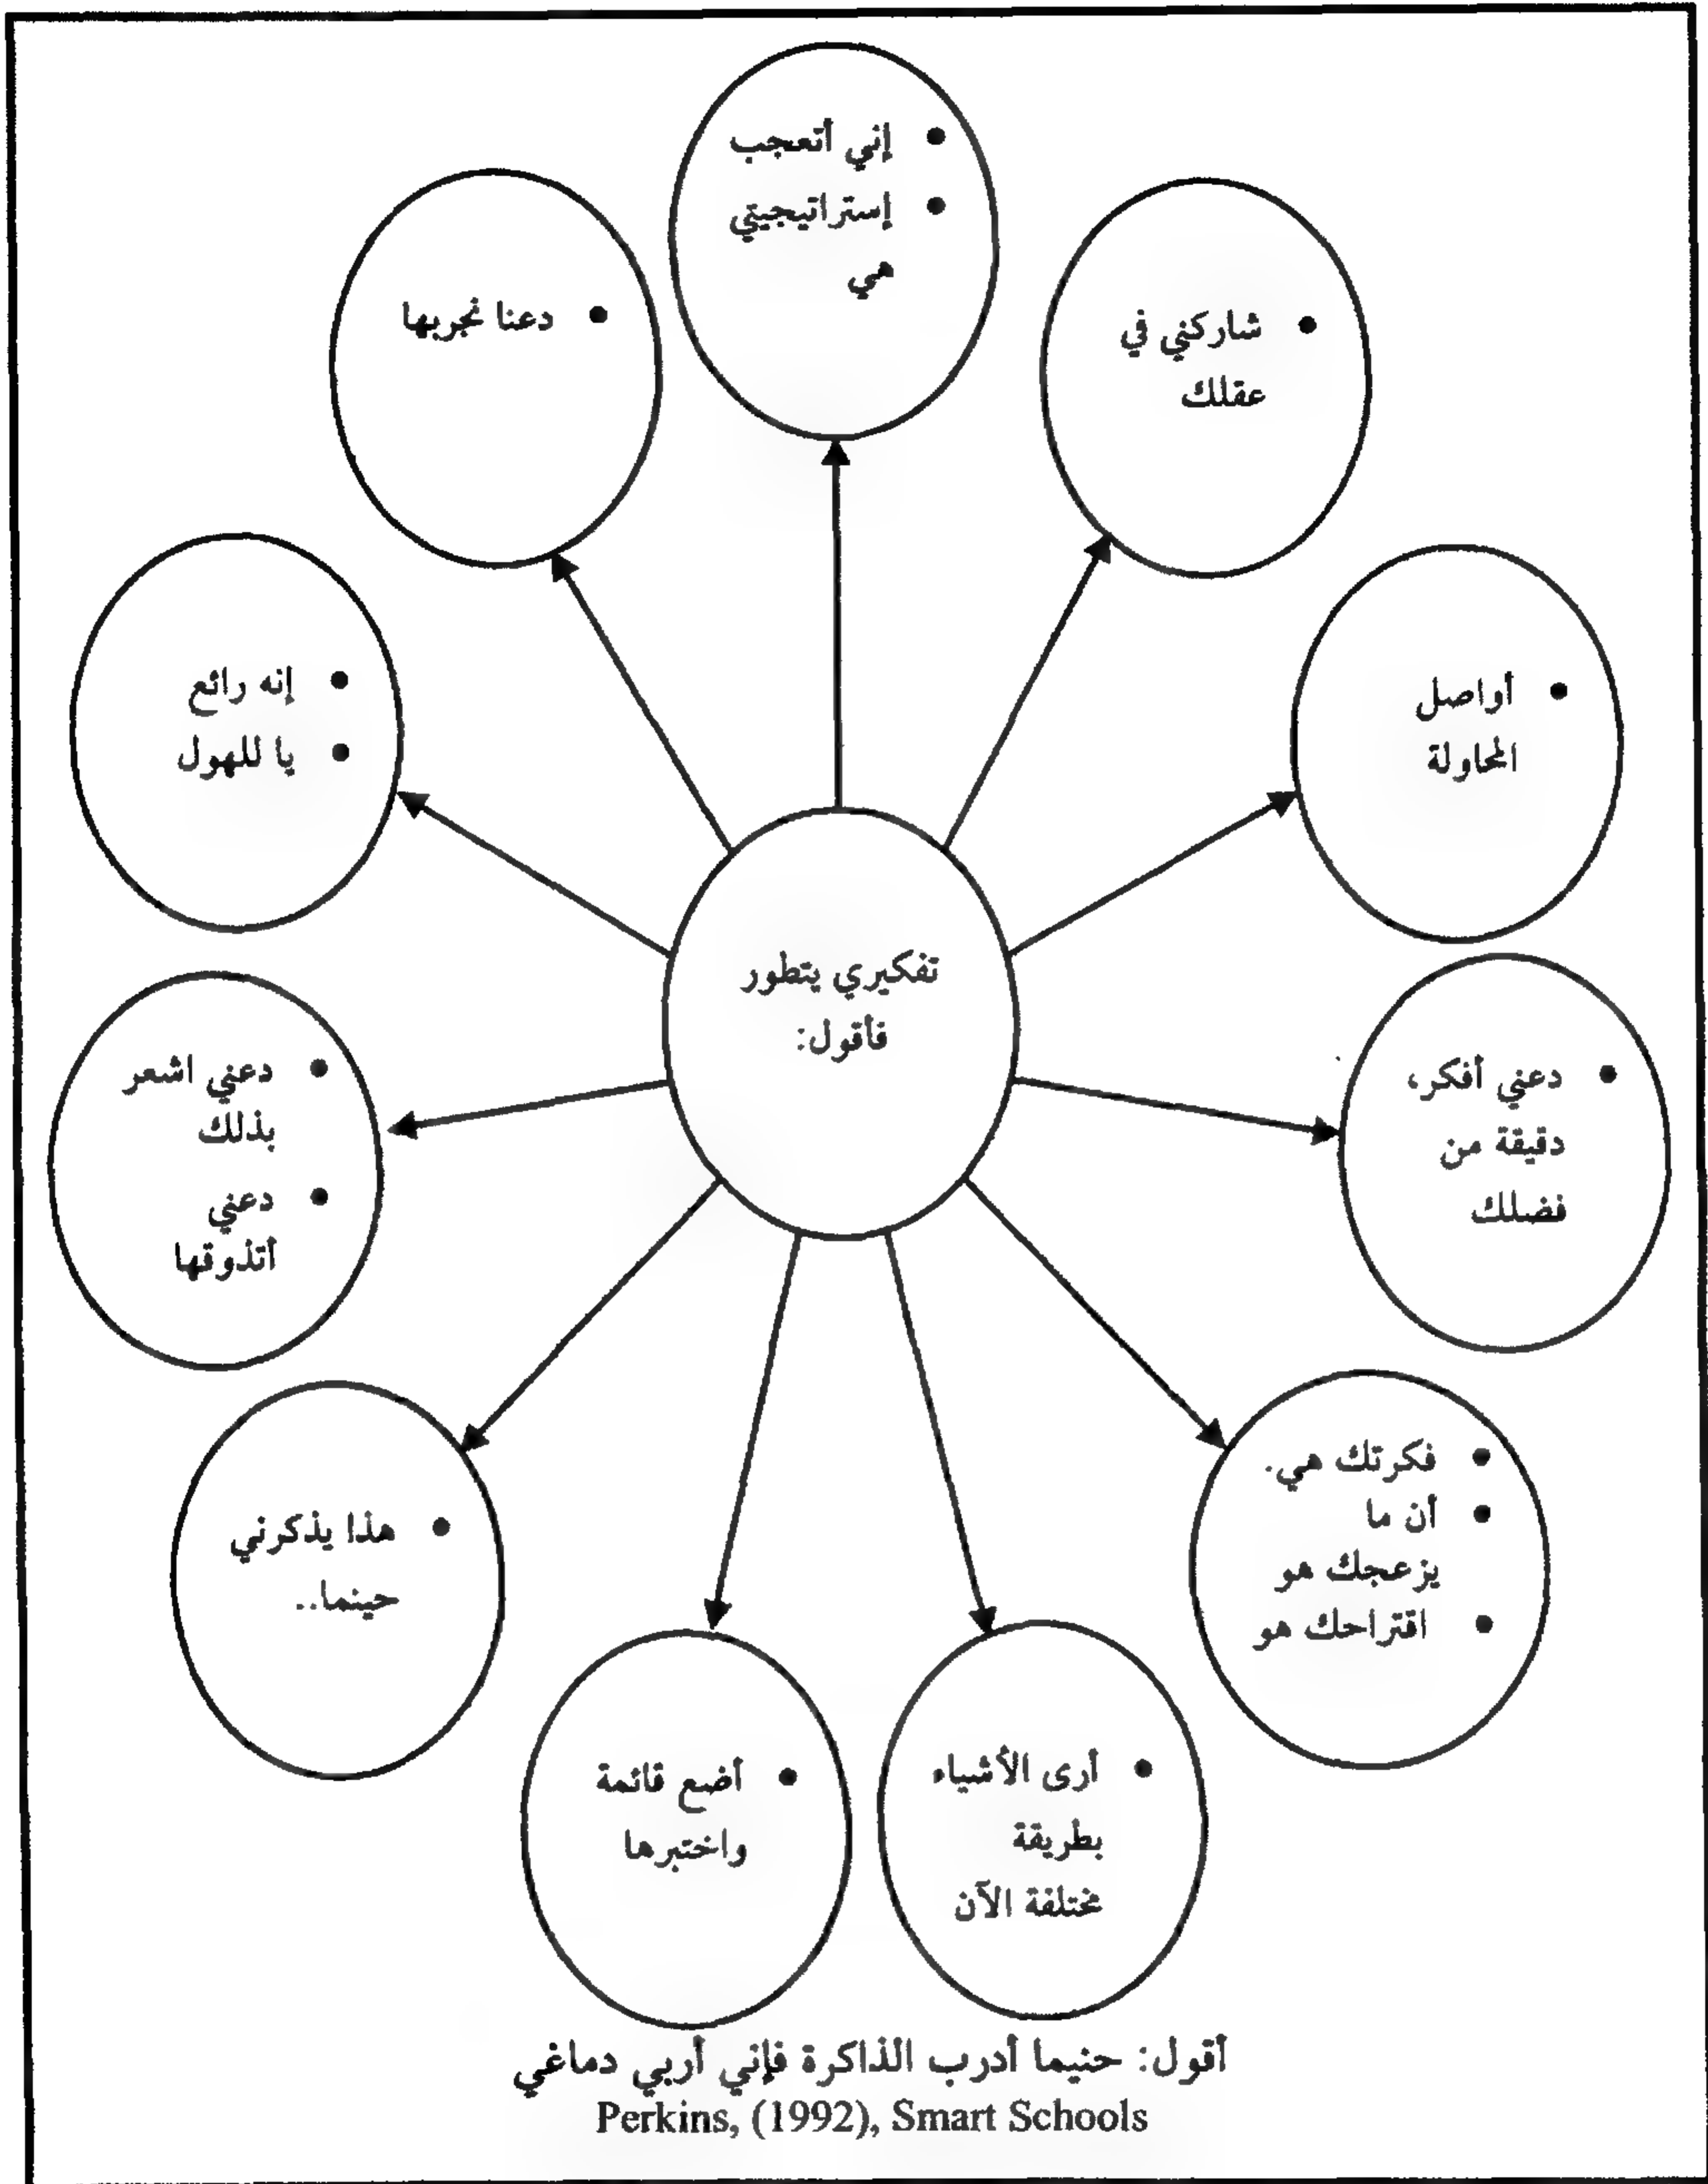 • إني أتعجب
• إستراتيجيتي
هي
• شاركني في
عقلك
• أواصل
المحاولة
• دعني أفكر،
دقيقة من
فضلك
• فكرتك هي.
• أن ما
يزعجك هو
• اقتراحك هو
• أرى الأشياء
بطريقة
مختلفة الآن
• أضع قائمة
واختبرها
• هذا يذكرني
حينما..
• دعني اشعر
بذلك
• دعني
أتذوقها
• إنه رائع
• يا للهول
• دعنا نجربها
تفكيري يتطور
فأقول:
أقول: حنيما أدرب الذاكرة فإني أربي دماغي
Perkins, (1992), Smart Schools